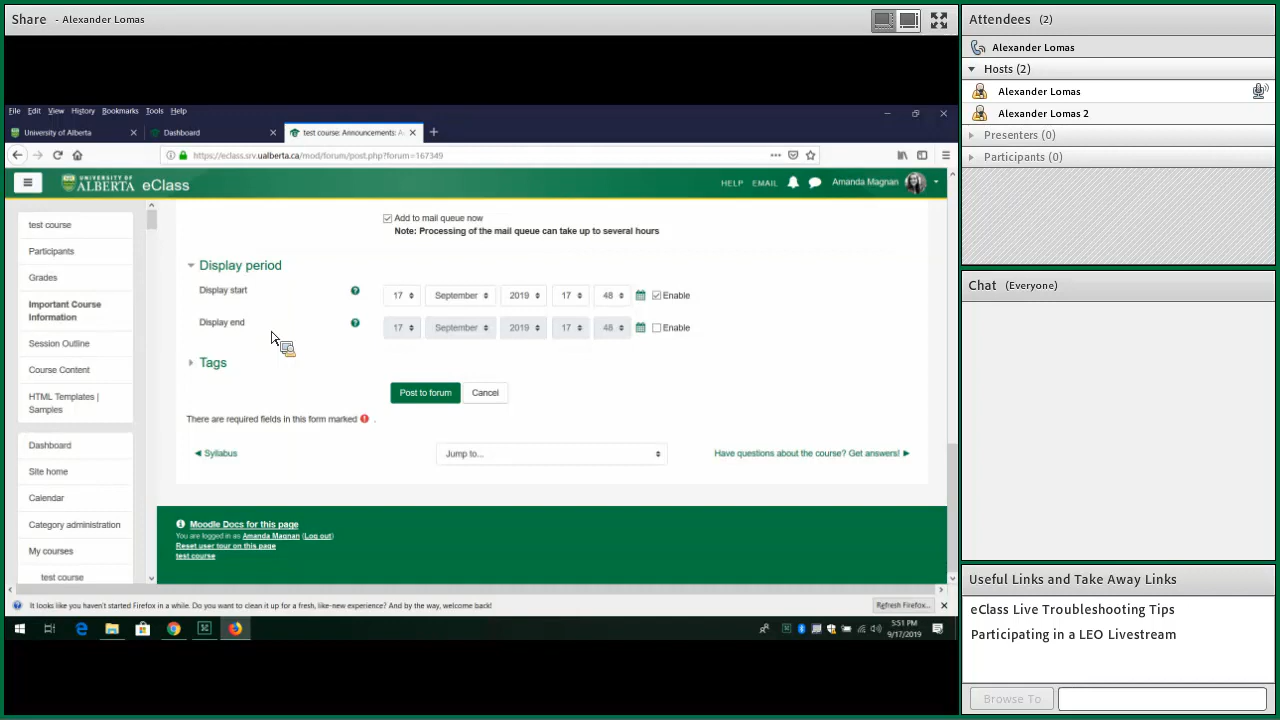 Share - Alexander Lomas
File Edit View History Bookmarks Tools Help
University of Alberta
Dashboard
test course: Announcements: A
https://eclass.srv.ualberta.ca/mod/forum/post.php?forum=167349
UNIVERSITY OF
ALBERTA eClass
HELP EMAIL Amanda Magnan
test course
Participants
Grades
Important Course
Information
Session Outline
Course Content
HTML Templates |
Samples
Dashboard
Site home
Calendar
Category administration
My courses
test course
Add to mail queue now
Note: Processing of the mail queue can take up to several hours
Display period
Display start 17 September 2019 17 48 Enable
Display end 17 September 2019 17 48 Enable
Tags
Post to forum Cancel
There are required fields in this form marked .
Syllabus Jump to... Have questions about the course? Get answers!
Moodle Docs for this page
You are logged in as Amanda Magnan (Log out)
Reset user tour on this page
test course
It looks like you haven't started Firefox in a while. Do you want to clean it up for a fresh, like-new experience? And by the way, welcome back! Refresh Firefox...
5:51 PM
9/17/2019
Attendees (2)
Alexander Lomas
Hosts (2)
Alexander Lomas
Alexander Lomas 2
Presenters (0)
Participants (0)
Chat (Everyone)
Useful Links and Take Away Links
eClass Live Troubleshooting Tips
Participating in a LEO Livestream
Browse To